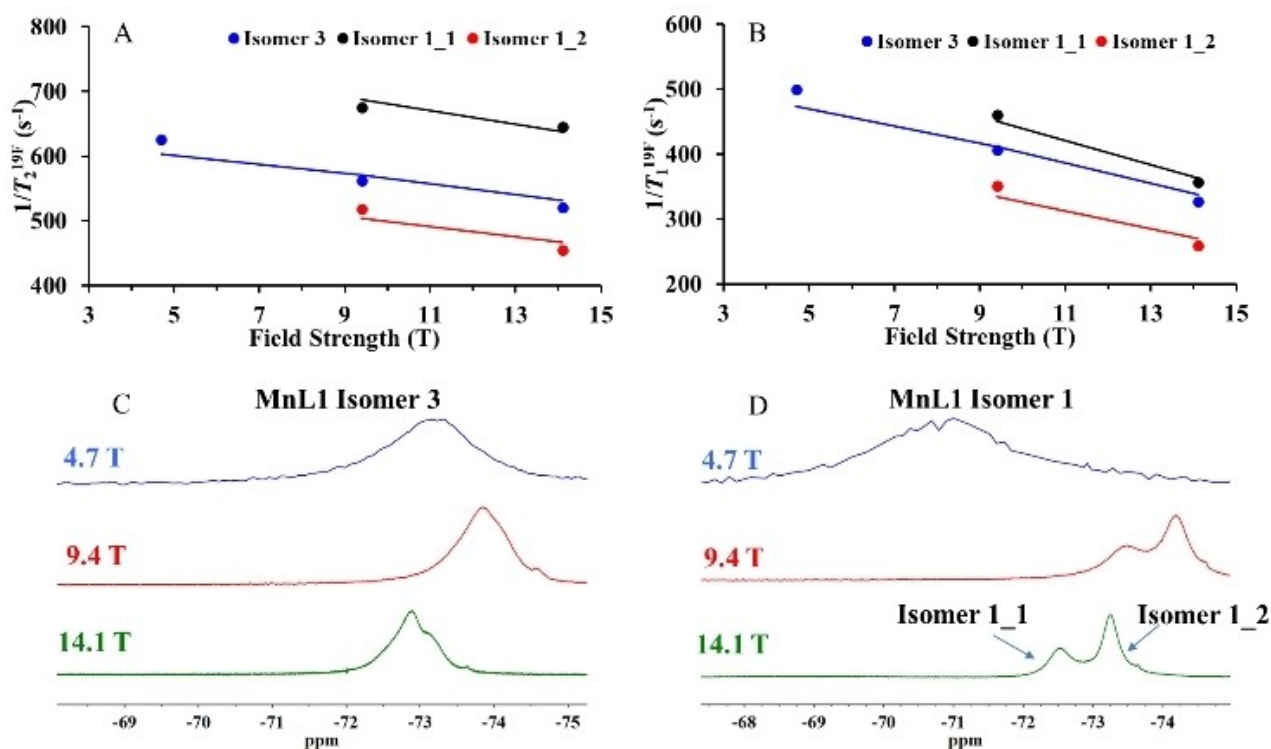 A
Isomer 3 Isomer 1_1 Isomer 1_2
1/T₂¹⁹F (s⁻¹)
800
700
600
500
400
3 5 7 9 11 13 15
Field Strength (T)
B
Isomer 3 Isomer 1_1 Isomer 1_2
1/T₁¹⁹F (s⁻¹)
600
500
400
300
200
3 5 7 9 11 13 15
Field Strength (T)
C
MnL1 Isomer 3
4.7 T
9.4 T
14.1 T
-69 -70 -71 -72 -73 -74 -75
ppm
D
MnL1 Isomer 1
4.7 T
9.4 T
Isomer 1_1 Isomer 1_2
14.1 T
-68 -69 -70 -71 -72 -73 -74
ppm